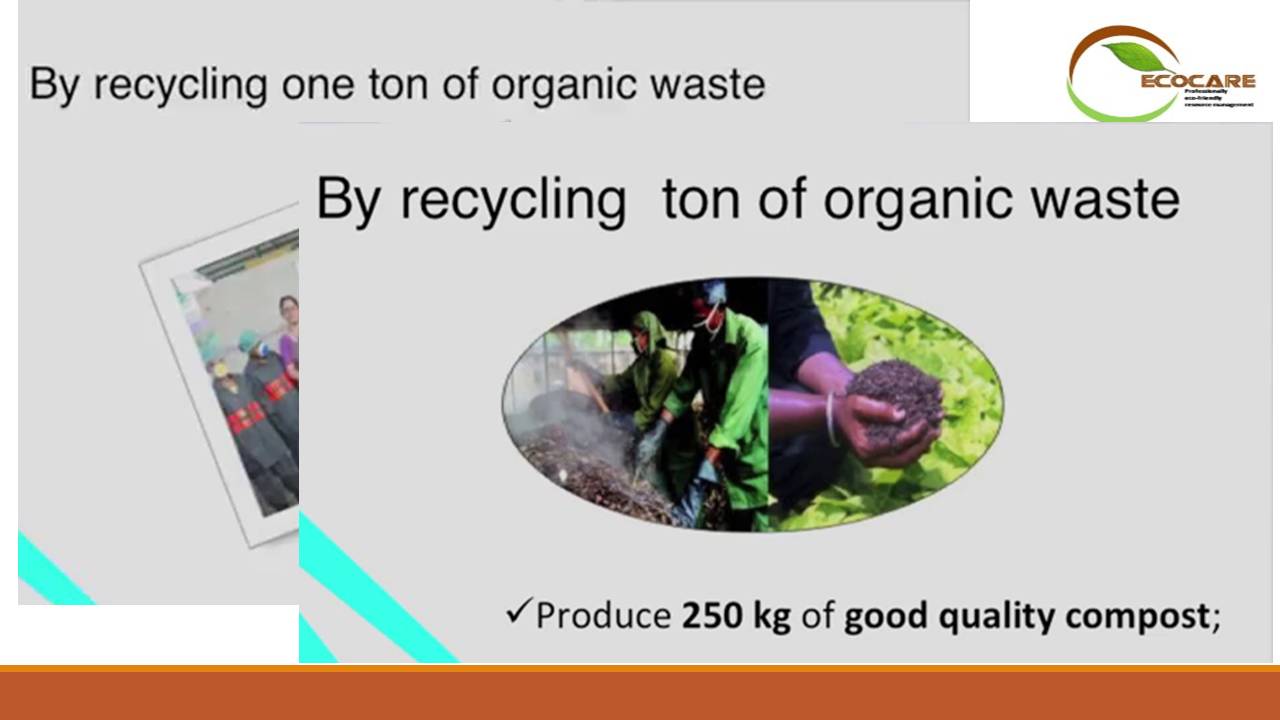 By recycling one ton of organic waste
ECOCARE
Professionally
eco-friendly
resource management
By recycling  ton of organic waste
✓Produce 250 kg of good quality compost;